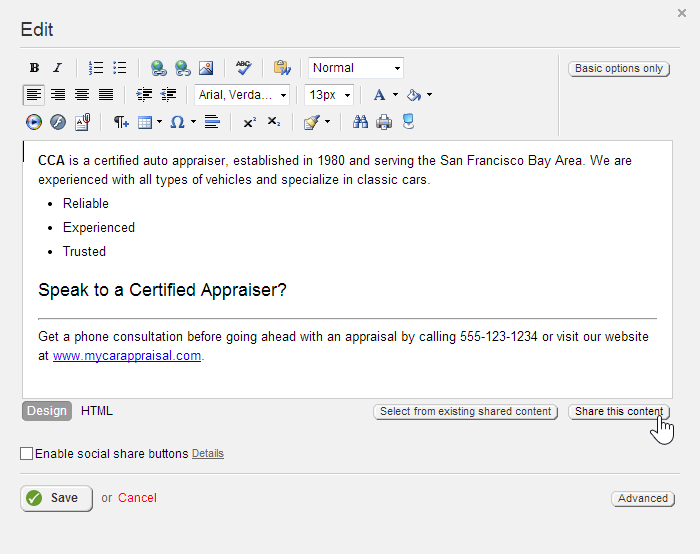 Edit
B I ABC Normal Basic options only
Arial, Verda... 13px A
¶ Ω x² x₂
CCA is a certified auto appraiser, established in 1980 and serving the San Francisco Bay Area. We are
experienced with all types of vehicles and specialize in classic cars.
• Reliable
• Experienced
• Trusted
Speak to a Certified Appraiser?
Get a phone consultation before going ahead with an appraisal by calling 555-123-1234 or visit our website
at www.mycarappraisal.com.
Design HTML Select from existing shared content Share this content
Enable social share buttons Details
Save or Cancel Advanced